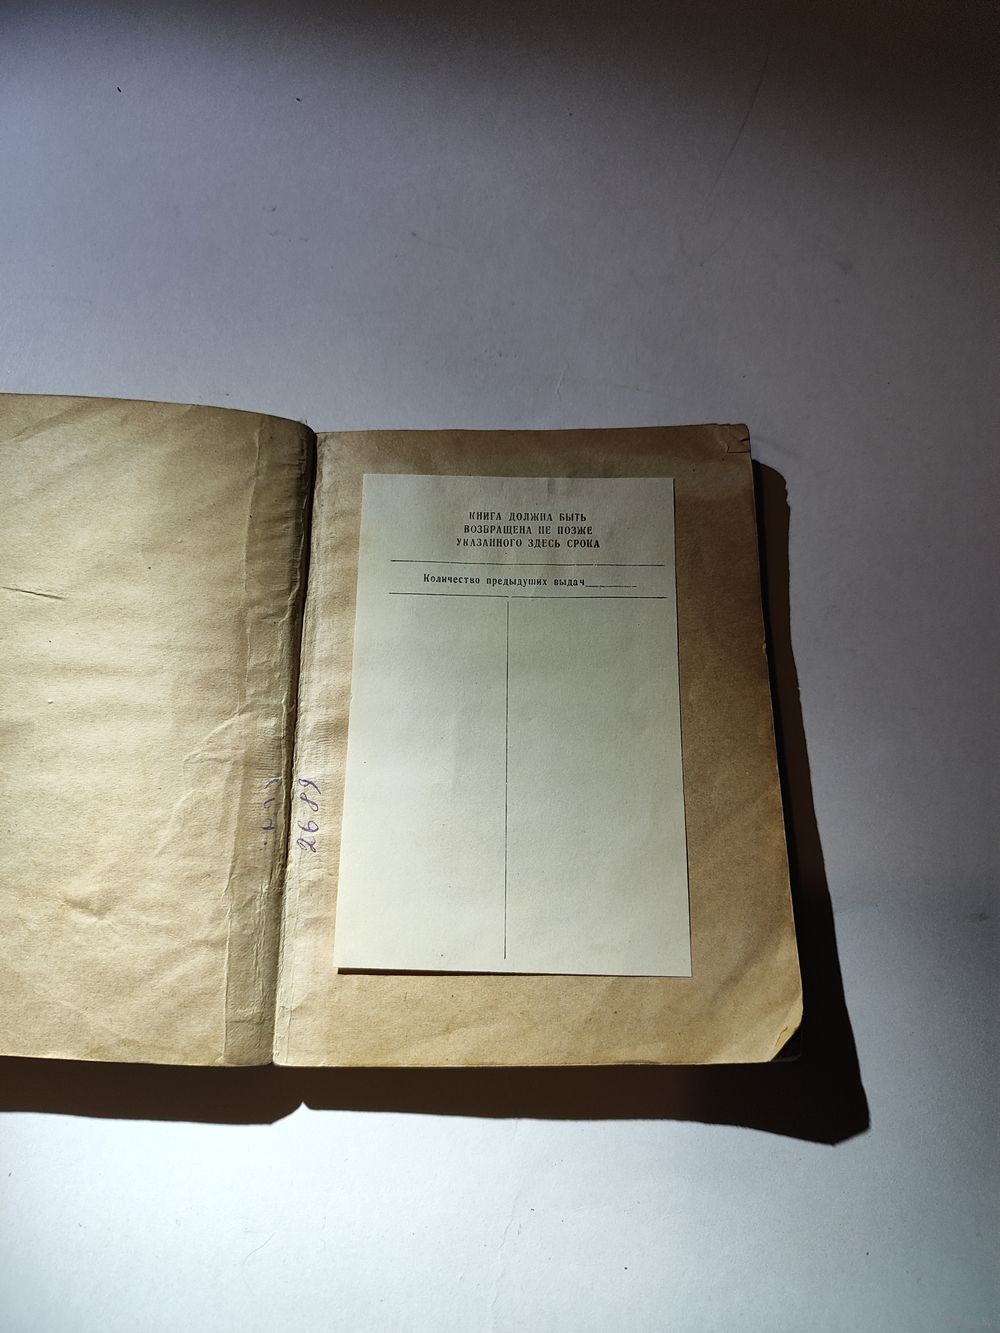 КНИГА ДОЛЖНА БЫТЬ
ВОЗВРАЩЕНА НЕ ПОЗЖЕ
УКАЗАННОГО ЗДЕСЬ СРОКА
Количество предыдущих выдач
2689